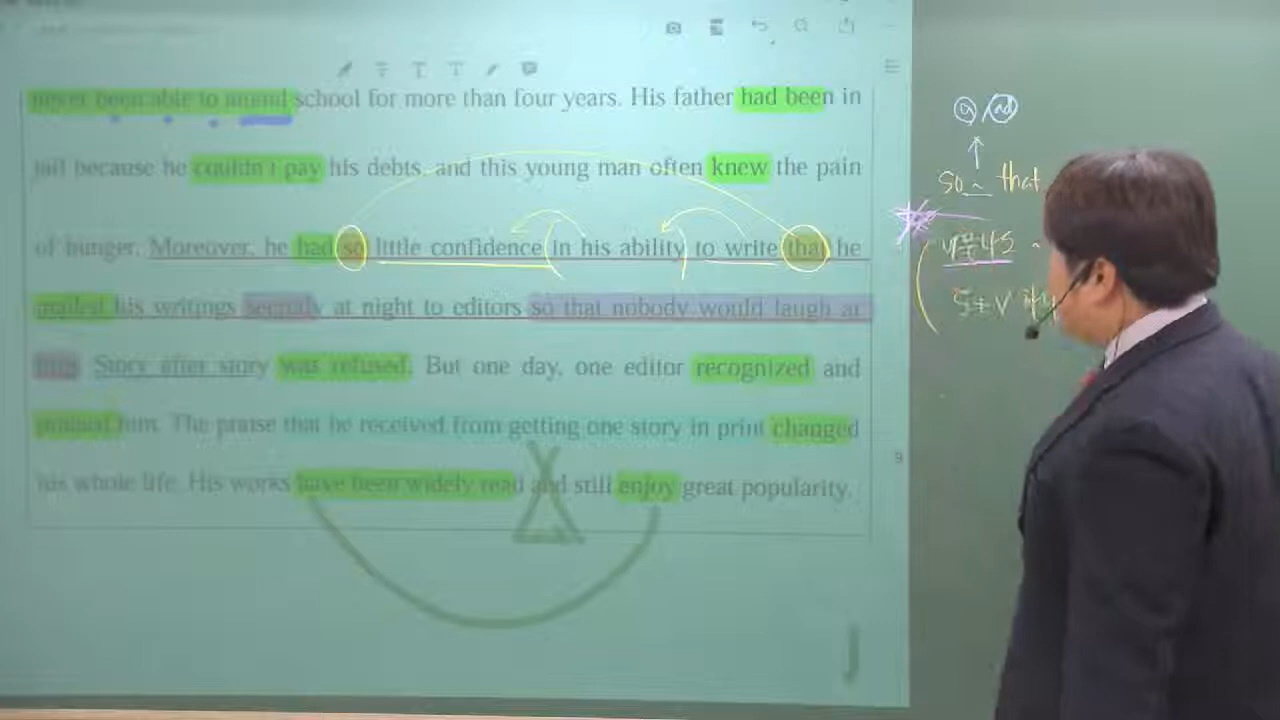 never been able to attend school for more than four years. His father had been in
jail because he couldn't pay his debts, and this young man often knew the pain
of hunger. Moreover, he had so little confidence in his ability to write that he
mailed his writings secretly at night to editors so that nobody would laugh at
him. Story after story was refused. But one day, one editor recognized and
praised him. The praise that he received from getting one story in print changed
his whole life. His works have been widely read and still enjoy great popularity.
9
a / ad
so ~ that